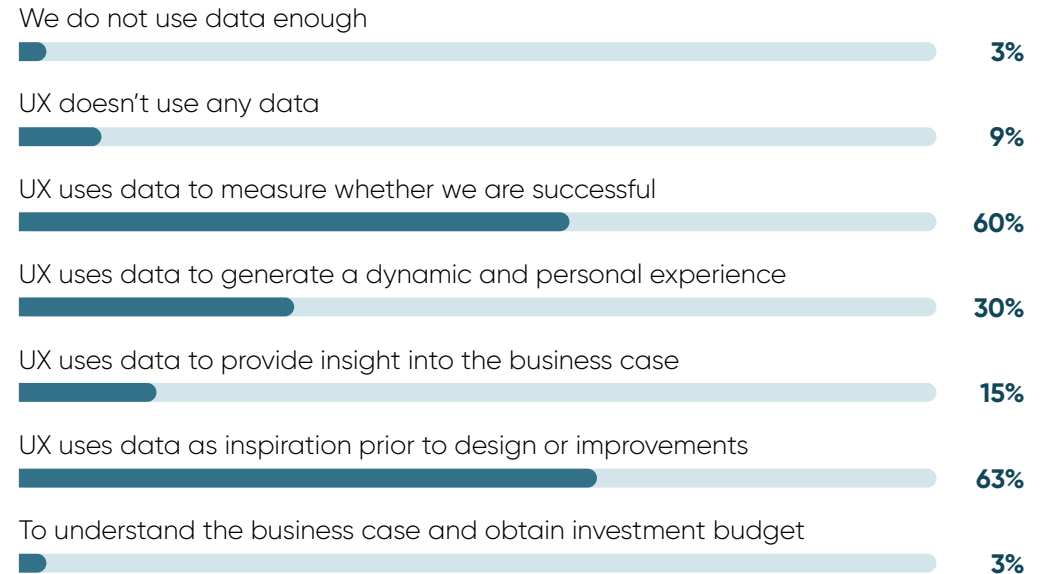 We do not use data enough
3%
UX doesn't use any data
9%
UX uses data to measure whether we are successful
60%
UX uses data to generate a dynamic and personal experience
30%
UX uses data to provide insight into the business case
15%
UX uses data as inspiration prior to design or improvements
63%
To understand the business case and obtain investment budget
3%